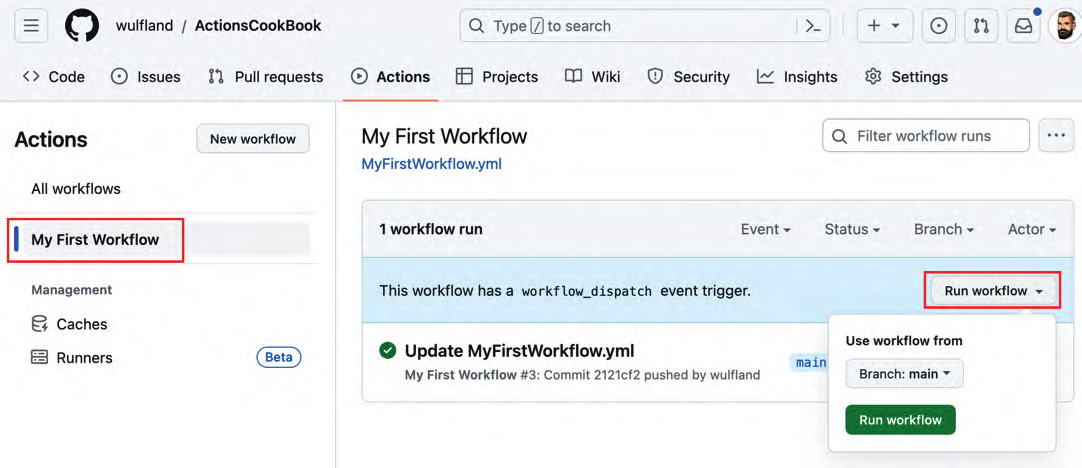 wulfland / ActionsCookBook
Type / to search
Code Issues Pull requests Actions Projects Wiki Security Insights Settings
Actions
New workflow
All workflows
My First Workflow
Management
Caches
Runners
Beta
My First Workflow
MyFirstWorkflow.yml
Filter workflow runs
1 workflow run
Event Status Branch Actor
This workflow has a workflow_dispatch event trigger.
Run workflow
Update MyFirstWorkflow.yml
My First Workflow #3: Commit 2121cf2 pushed by wulfland
main
Use workflow from
Branch: main
Run workflow